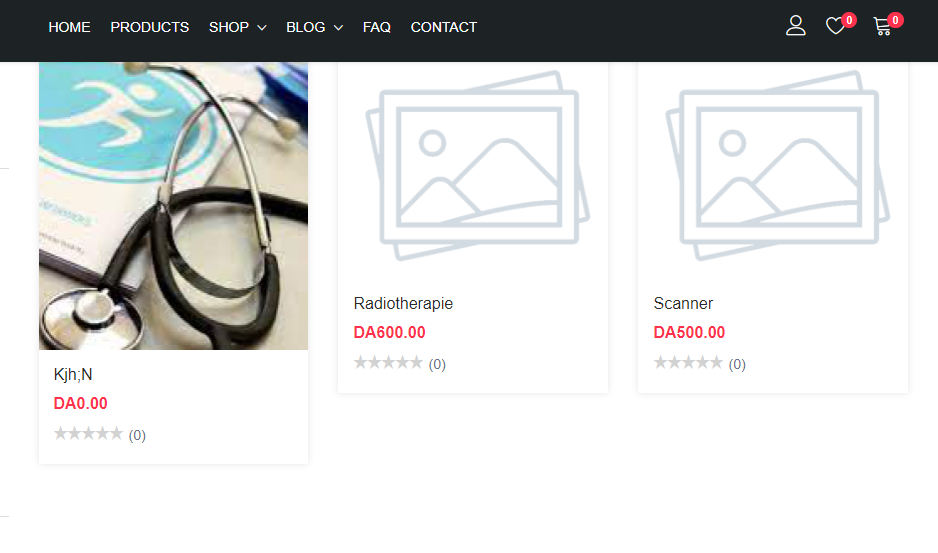 HOME PRODUCTS SHOP BLOG FAQ CONTACT 0 0
Kjh;N
DA0.00
(0)
Radiotherapie
DA600.00
(0)
Scanner
DA500.00
(0)